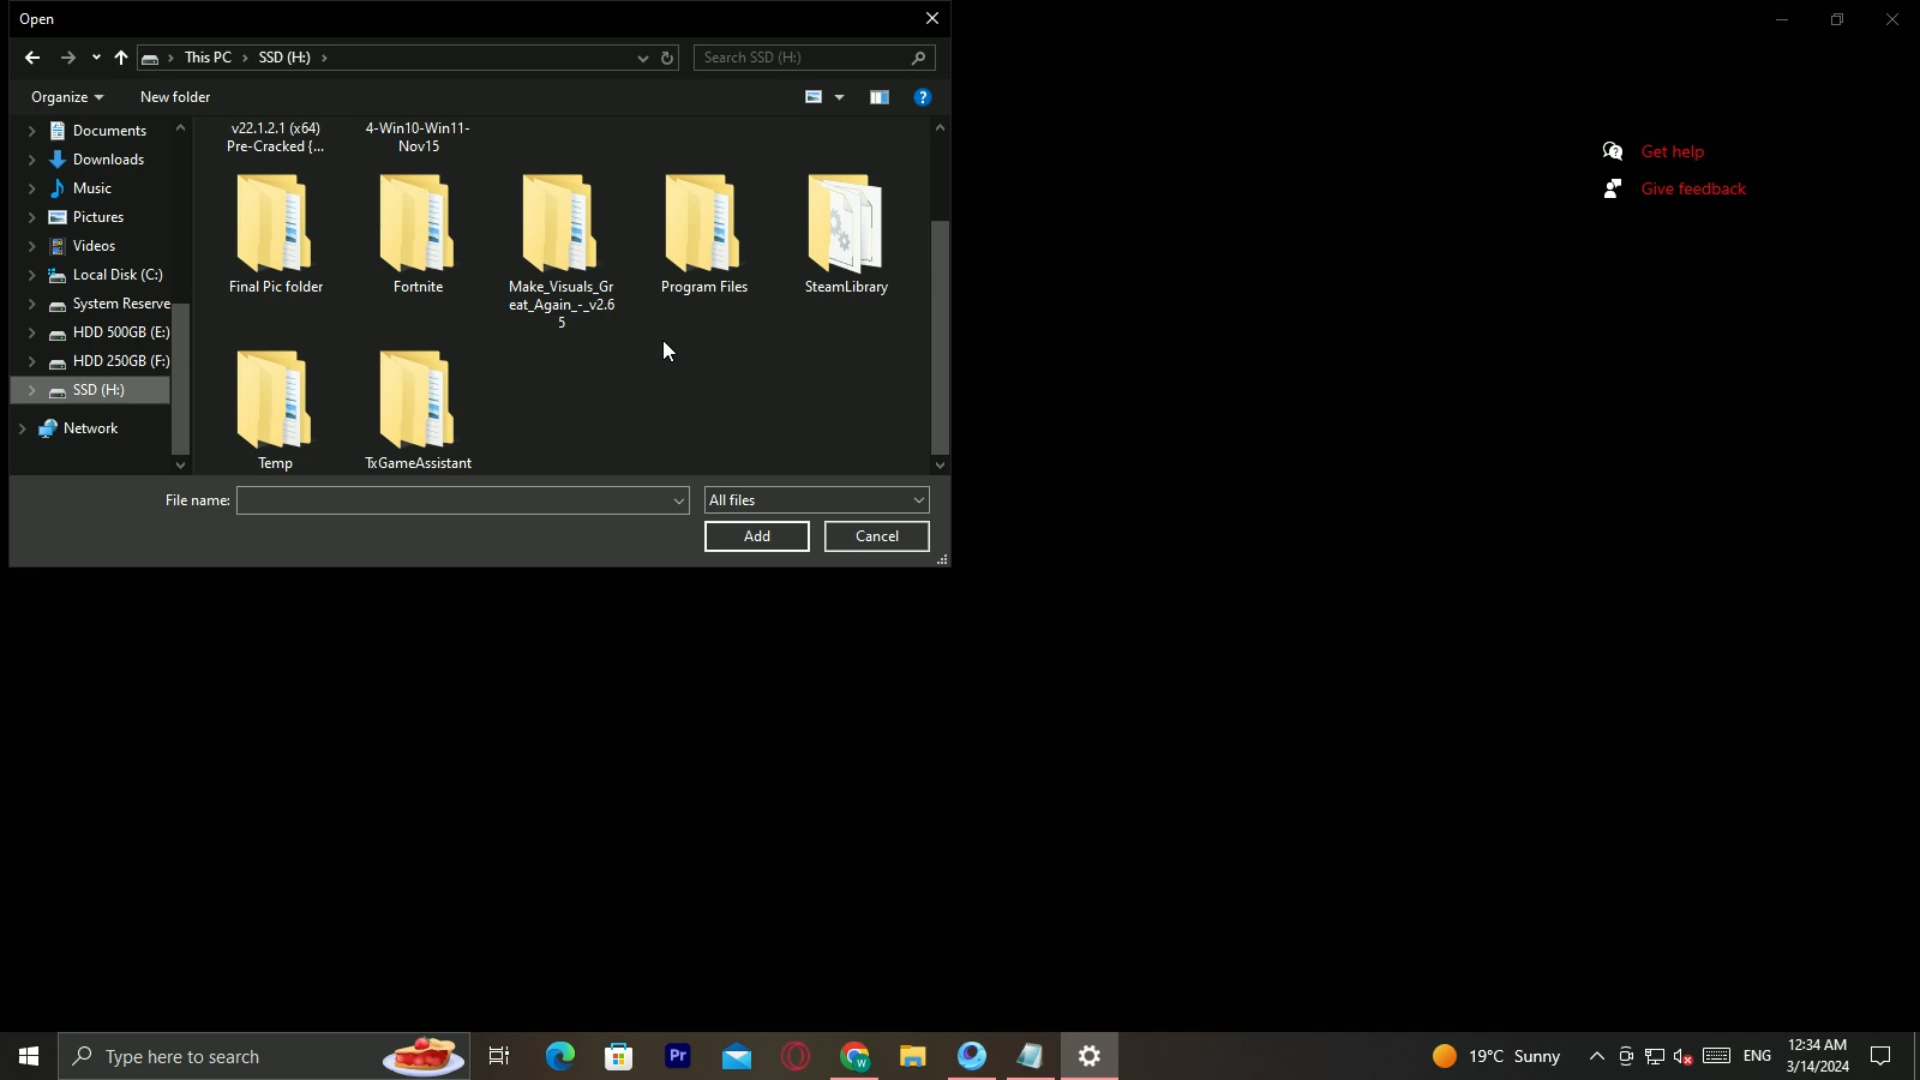 Open
This PC
SSD (H:)
Search SSD (H:)
Organize
New folder
Documents
Downloads
Music
Pictures
Videos
Local Disk (C:)
System Reserve
HDD 500GB (E:)
HDD 250GB (F:)
SSD (H:)
Network
v22.1.2.1 (x64)
Pre-Cracked {...
4-Win10-Win11-
Nov15
Final Pic folder
Fortnite
Make_Visuals_Gr
eat_Again_-_v2.6
5
Program Files
SteamLibrary
Temp
TxGameAssistant
File name:
All files
Add
Cancel
Get help
Give feedback
Type here to search
Pr
W
19°C Sunny
ENG
12:34 AM
3/14/2024